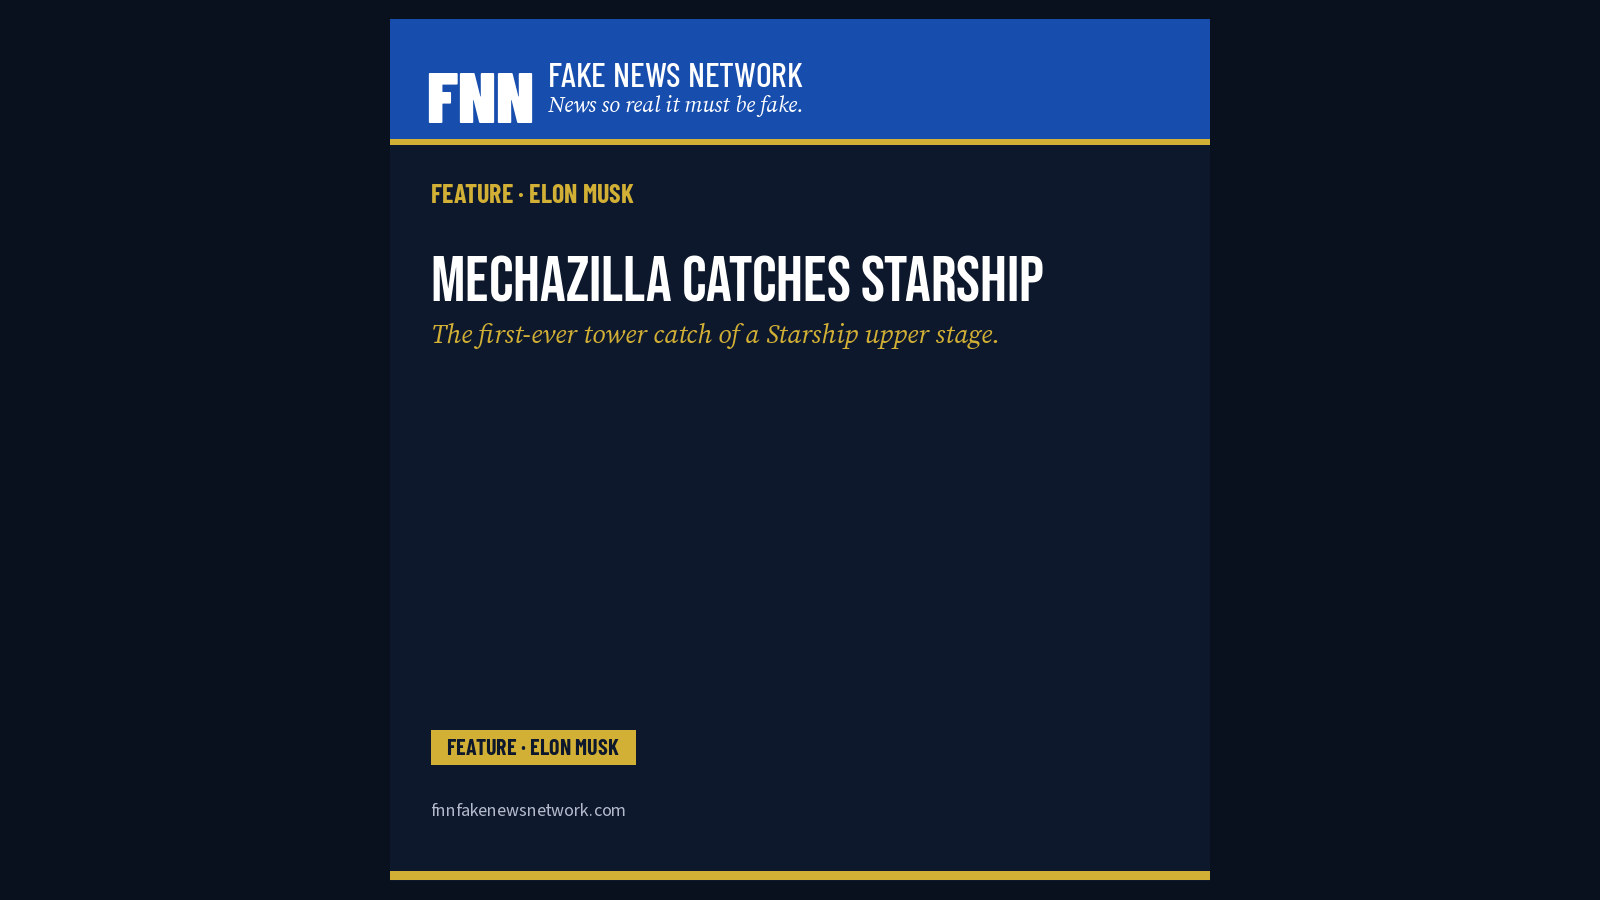 FNN
FAKE NEWS NETWORK
News so real it must be fake.
FEATURE · ELON MUSK
MECHAZILLA CATCHES STARSHIP
The first-ever tower catch of a Starship upper stage.
FEATURE · ELON MUSK
fnnfakenewsnetwork.com